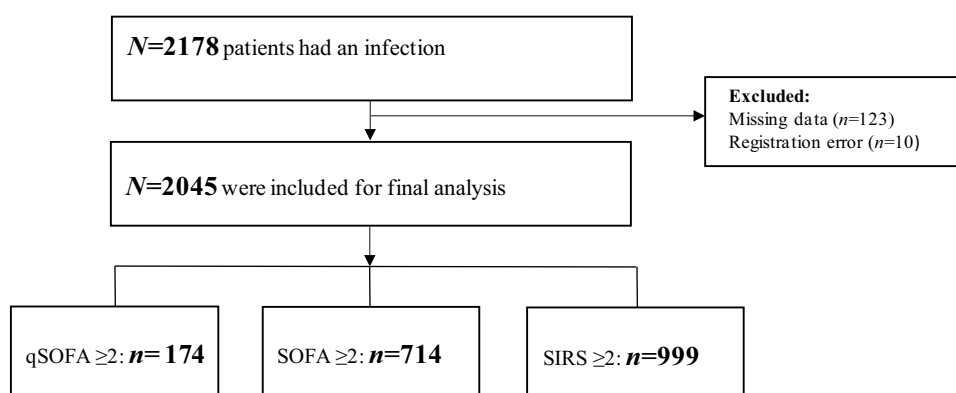 N=2178 patients had an infection
Excluded:
Missing data (n=123)
Registration error (n=10)
N=2045 were included for final analysis
qSOFA ≥2: n= 174
SOFA ≥2: n=714
SIRS ≥2: n=999